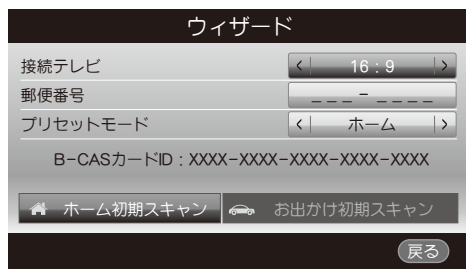 ウィザード
接続テレビ < 16:9 >
郵便番号 _ _ _ - _ _ _ _
プリセットモード < ホーム >
B-CASカードID : XXXX-XXXX-XXXX-XXXX-XXXX
ホーム初期スキャン お出かけ初期スキャン
戻る